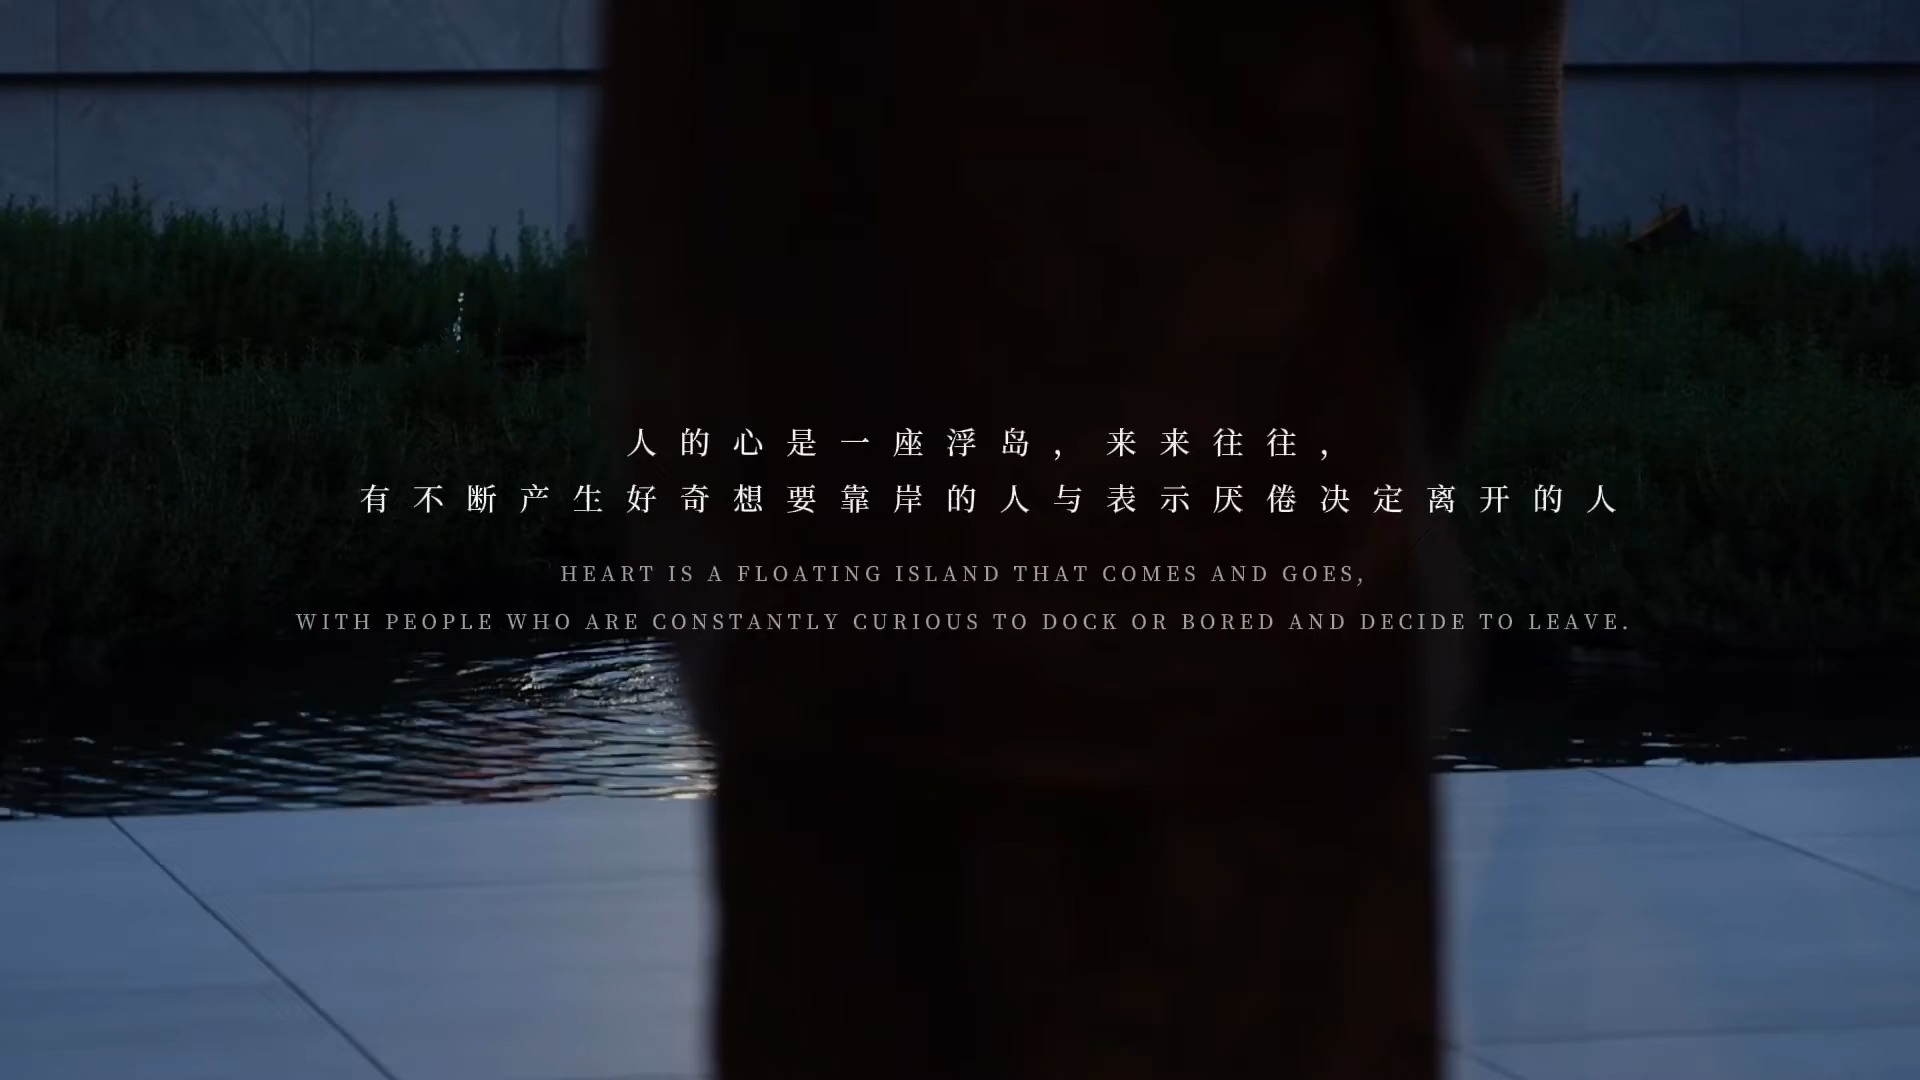 人的心是一座浮岛，来来往往，
有不断产生好奇想要靠岸的人与表示厌倦决定离开的人
HEART IS A FLOATING ISLAND THAT COMES AND GOES,
WITH PEOPLE WHO ARE CONSTANTLY CURIOUS TO DOCK OR BORED AND DECIDE TO LEAVE.